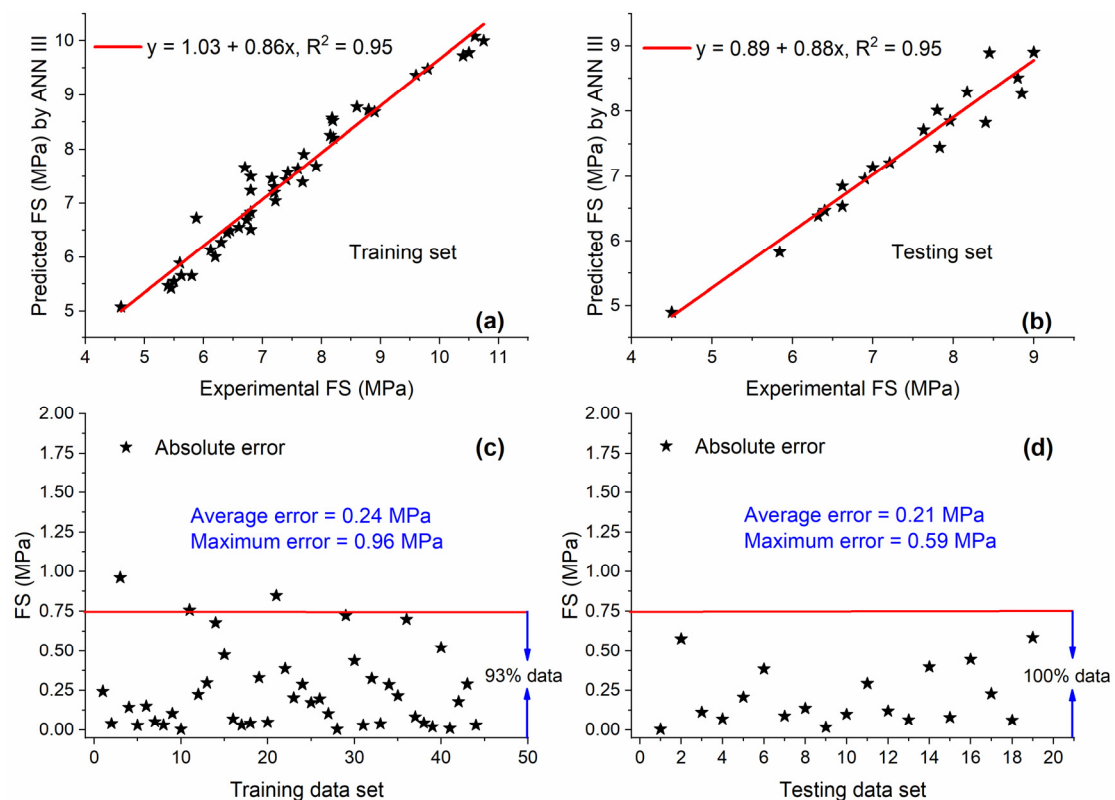 Predicted FS (MPa) by ANN III
10
9
8
7
6
5
y = 1.03 + 0.86x, R² = 0.95
Training set
(a)
4 5 6 7 8 9 10 11
Experimental FS (MPa)
Predicted FS (MPa) by ANN III
9
8
7
6
5
y = 0.89 + 0.88x, R² = 0.95
Testing set
(b)
4 5 6 7 8 9
Experimental FS (MPa)
FS (MPa)
2.00
1.75
1.50
1.25
1.00
0.75
0.50
0.25
0.00
Absolute error
(c)
Average error = 0.24 MPa
Maximum error = 0.96 MPa
93% data
0 10 20 30 40 50
Training data set
FS (MPa)
2.00
1.75
1.50
1.25
1.00
0.75
0.50
0.25
0.00
Absolute error
(d)
Average error = 0.21 MPa
Maximum error = 0.59 MPa
100% data
0 2 4 6 8 10 12 14 16 18 20
Testing data set